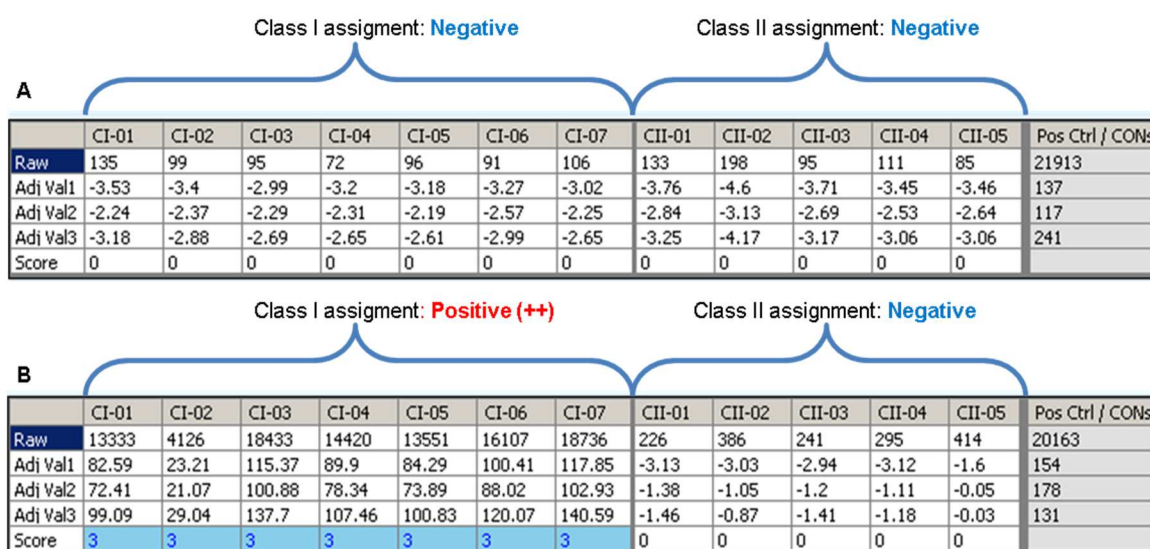 Class I assigment: Negative Class II assignment: Negative
A
CI-01 CI-02 CI-03 CI-04 CI-05 CI-06 CI-07 CII-01 CII-02 CII-03 CII-04 CII-05 Pos Ctrl / CONs
Raw 135 99 95 72 96 91 106 133 198 95 111 85 21913
Adj Val1 -3.53 -3.4 -2.99 -3.2 -3.18 -3.27 -3.02 -3.76 -4.6 -3.71 -3.45 -3.46 137
Adj Val2 -2.24 -2.37 -2.29 -2.31 -2.19 -2.57 -2.25 -2.84 -3.13 -2.69 -2.53 -2.64 117
Adj Val3 -3.18 -2.88 -2.69 -2.65 -2.61 -2.99 -2.65 -3.25 -4.17 -3.17 -3.06 -3.06 241
Score 0 0 0 0 0 0 0 0 0 0 0 0
Class I assigment: Positive (++) Class II assignment: Negative
B
CI-01 CI-02 CI-03 CI-04 CI-05 CI-06 CI-07 CII-01 CII-02 CII-03 CII-04 CII-05 Pos Ctrl / CONs
Raw 13333 4126 18433 14420 13551 16107 18736 226 386 241 295 414 20163
Adj Val1 82.59 23.21 115.37 89.9 84.29 100.41 117.85 -3.13 -3.03 -2.94 -3.12 -1.6 154
Adj Val2 72.41 21.07 100.88 78.34 73.89 88.02 102.93 -1.38 -1.05 -1.2 -1.11 -0.05 178
Adj Val3 99.09 29.04 137.7 107.46 100.83 120.07 140.59 -1.46 -0.87 -1.41 -1.18 -0.03 131
Score 3 3 3 3 3 3 3 0 0 0 0 0